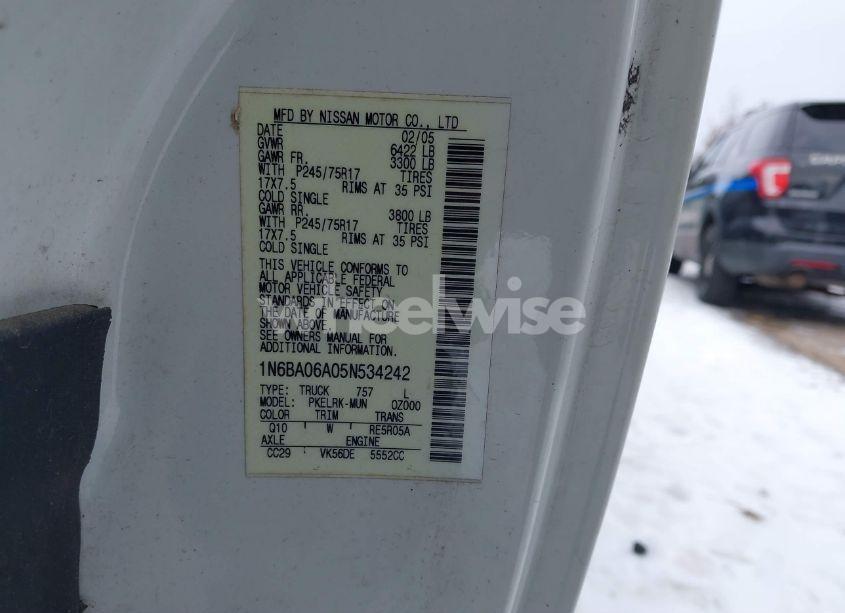 MFD BY NISSAN MOTOR CO., LTD
DATE 02/05
GVWR 6422 LB
GAWR FR. 3300 LB
WITH P245/75R17 TIRES
17X7.5 RIMS AT 35 PSI
COLD SINGLE
GAWR RR. 3800 LB
WITH P245/75R17 TIRES
17X7.5 RIMS AT 35 PSI
COLD SINGLE
THIS VEHICLE CONFORMS TO
ALL APPLICABLE FEDERAL
MOTOR VEHICLE SAFETY
STANDARDS IN EFFECT ON
THE DATE OF MANUFACTURE
SHOWN ABOVE.
SEE OWNERS MANUAL FOR
ADDITIONAL INFORMATION.
1N6BA06A05N534242
TYPE: TRUCK 757 L
MODEL: PKELRK-MUN 0Z000
COLOR TRIM TRANS
Q10 W RE5R05A
AXLE ENGINE
CC29 VK56DE 5552CC